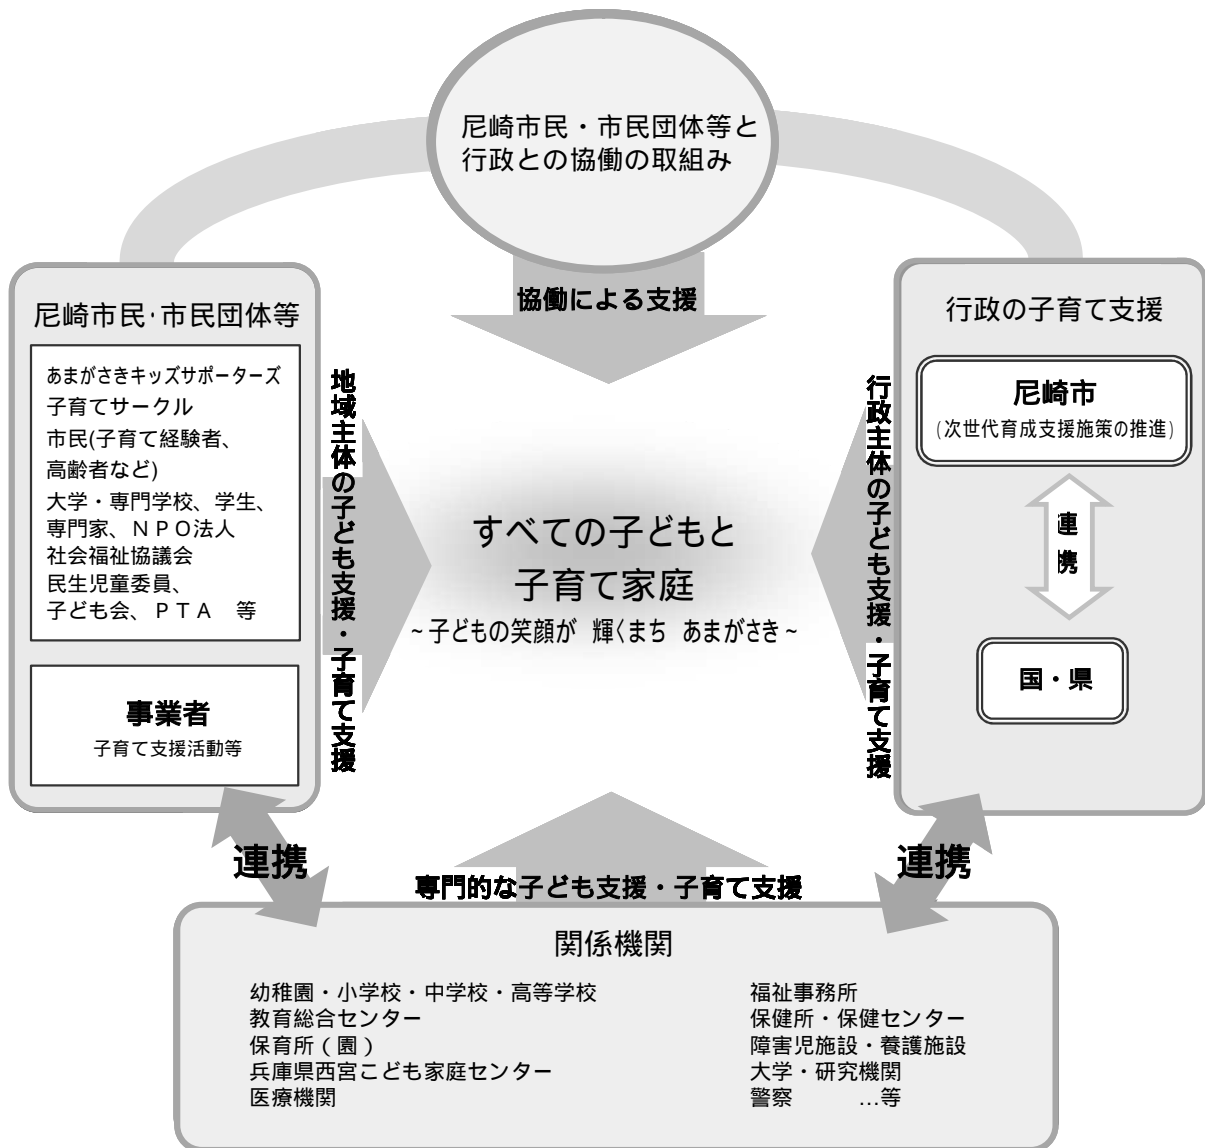 尼崎市民・市民団体等と
行政との協働の取組み
協働による支援
尼崎市民・市民団体等
あまがさきキッズサポーターズ
子育てサークル
市民(子育て経験者、
高齢者など)
大学・専門学校、学生、
専門家、ＮＰＯ法人
社会福祉協議会
民生児童委員、
子ども会、ＰＴＡ　等
事業者
子育て支援活動等
地域主体の子ども支援・子育て支援
すべての子どもと
子育て家庭
~子どもの笑顔が 輝くまち あまがさき~
行政主体の子ども支援・子育て支援
行政の子育て支援
尼崎市
(次世代育成支援施策の推進)
連携
国・県
連携
連携
専門的な子ども支援・子育て支援
関係機関
幼稚園・小学校・中学校・高等学校
教育総合センター
保育所（園）
兵庫県西宮こども家庭センター
医療機関
福祉事務所
保健所・保健センター
障害児施設・養護施設
大学・研究機関
警察　　　…等